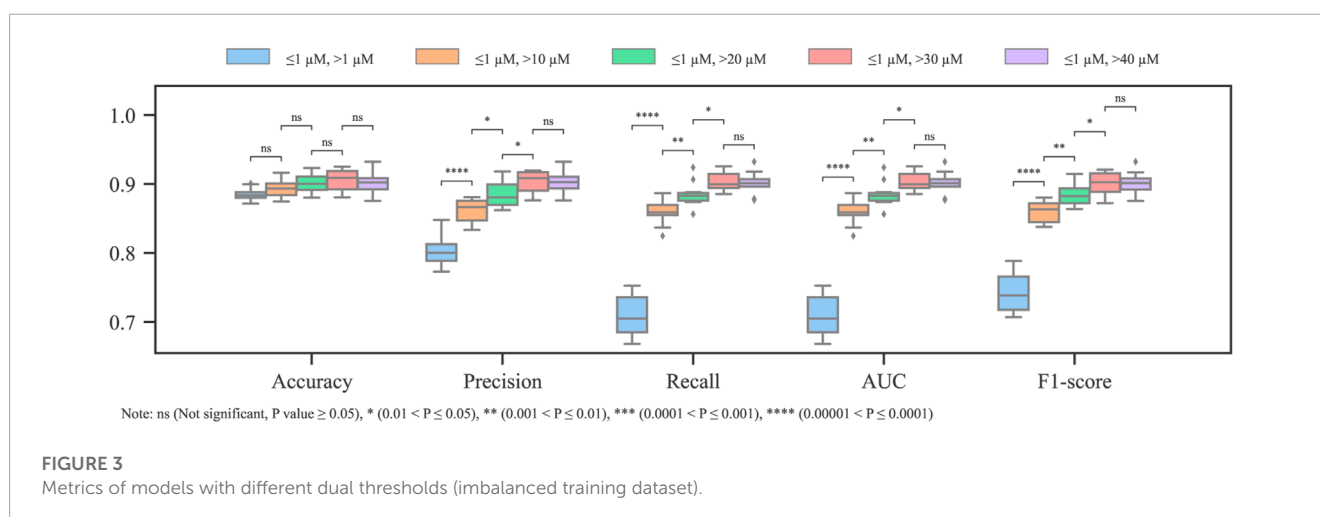 ≤1 μM, >1 μM ≤1 μM, >10 μM ≤1 μM, >20 μM ≤1 μM, >30 μM ≤1 μM, >40 μM
1.0
0.9
0.8
0.7
ns ns ns ns
**** * * ns
**** ** * ns
**** ** * ns
**** ** * ns
Accuracy Precision Recall AUC F1-score
Note: ns (Not significant, P value ≥ 0.05), * (0.01 < P ≤ 0.05), ** (0.001 < P ≤ 0.01), *** (0.0001 < P ≤ 0.001), **** (0.00001 < P ≤ 0.0001)
FIGURE 3
Metrics of models with different dual thresholds (imbalanced training dataset).